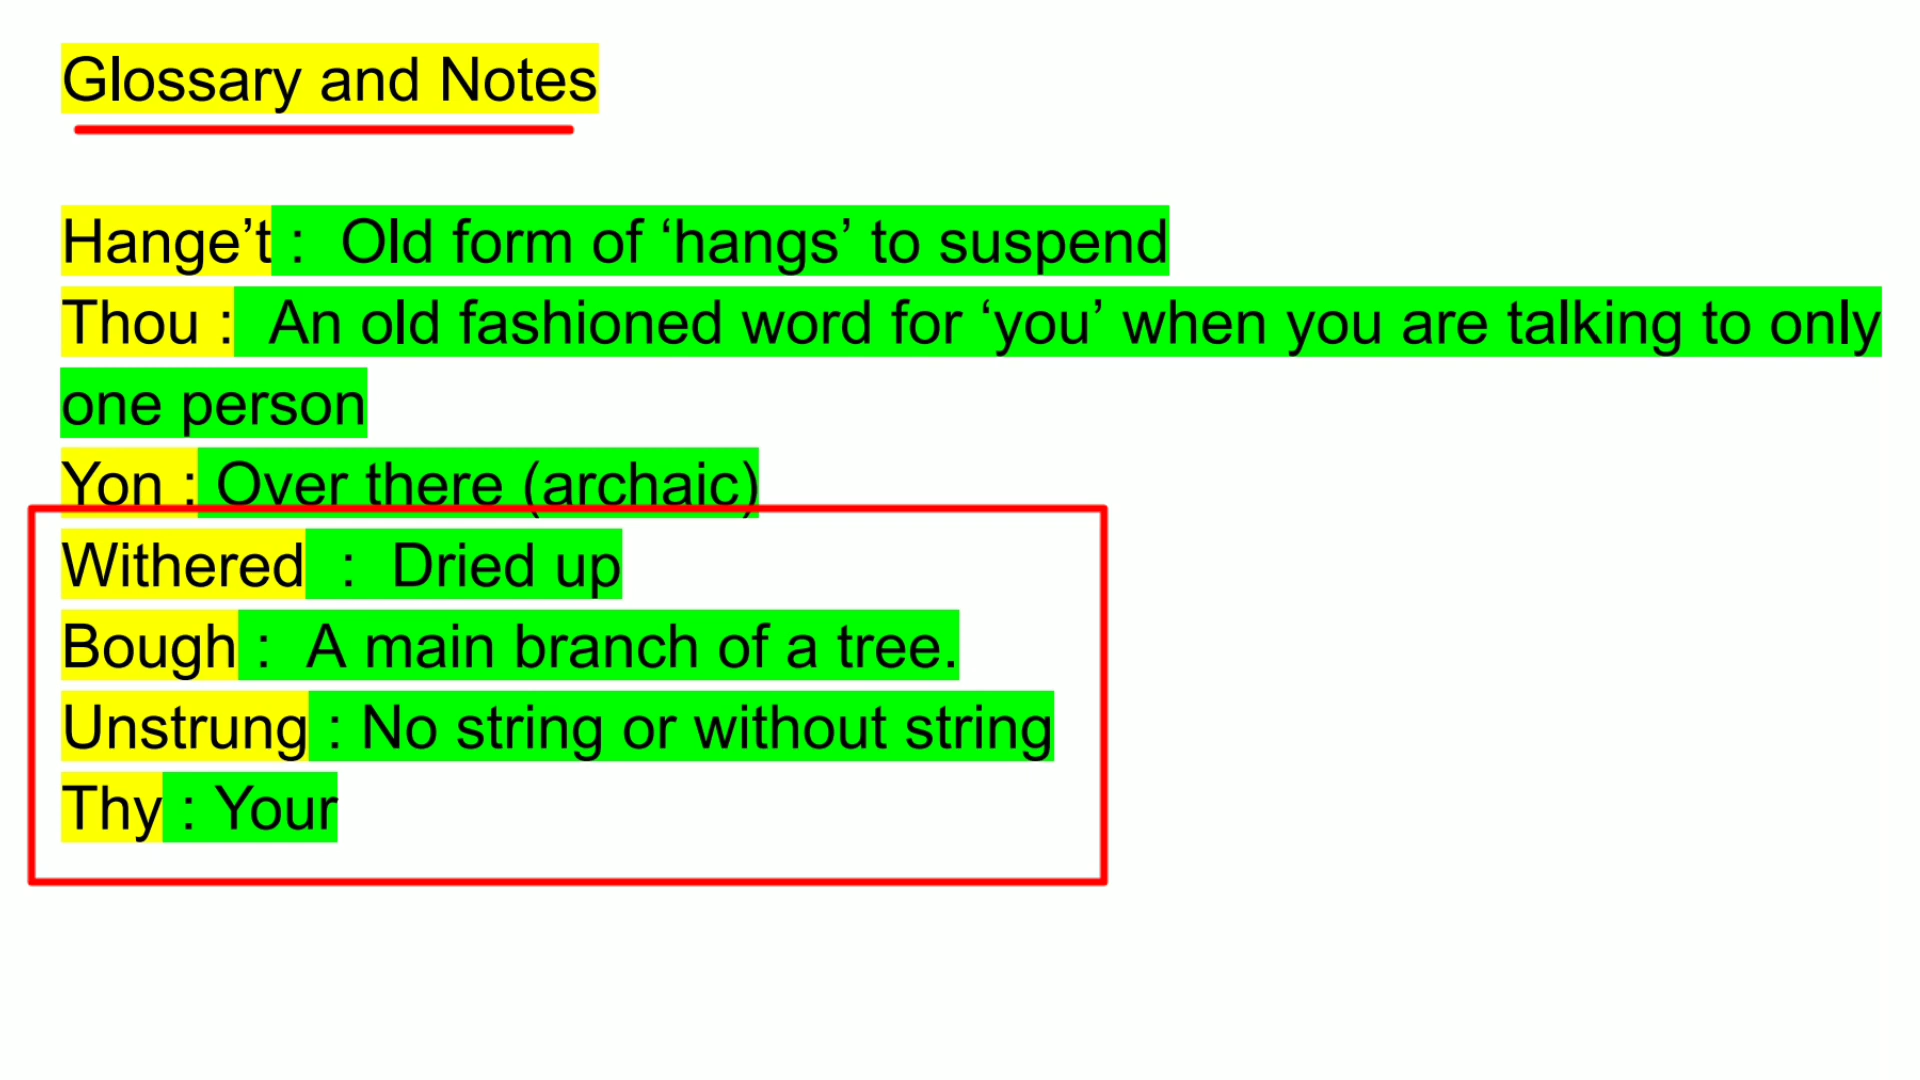 Glossary and Notes
Hange’t : Old form of ‘hangs’ to suspend
Thou : An old fashioned word for ‘you’ when you are talking to only
one person
Yon : Over there (archaic)
Withered : Dried up
Bough : A main branch of a tree.
Unstrung : No string or without string
Thy : Your